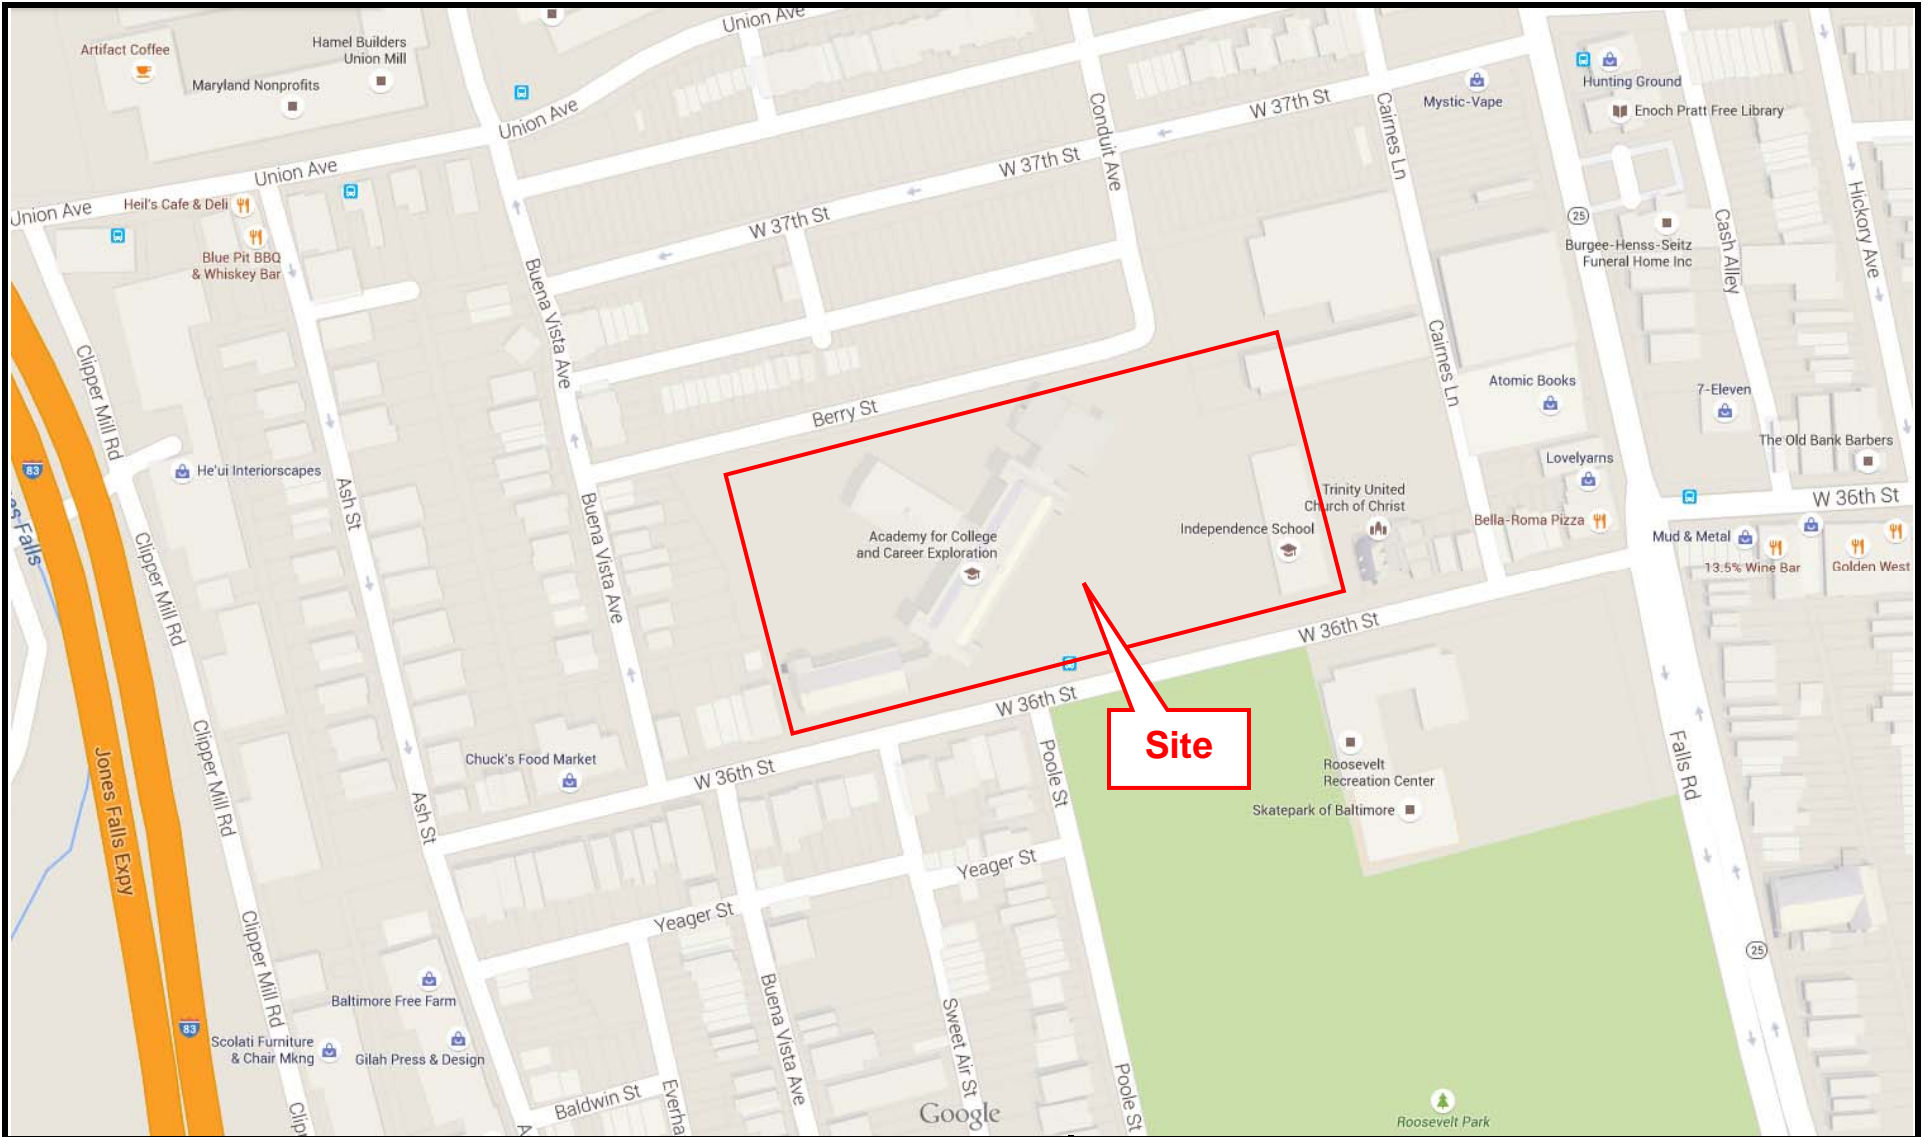 Union Ave
Artifact Coffee
Hamel Builders
Union Mill
Maryland Nonprofits
Union Ave
Union Ave
Union Ave
Heil's Cafe & Deli
Blue Pit BBQ
& Whiskey Bar
W 37th St
W 37th St
W 37th St
Conduit Ave
Cairnes Ln
Mystic-Vape
Hunting Ground
Enoch Pratt Free Library
25
Burgee-Henss-Seitz
Funeral Home Inc
Cash Alley
Hickory Ave
Buena Vista Ave
Clipper Mill Rd
Berry St
Cairnes Ln
Atomic Books
7-Eleven
The Old Bank Barbers
Lovelyarns
W 36th St
83
He'ui Interiorscapes
Ash St
Buena Vista Ave
Academy for College
and Career Exploration
Independence School
Trinity United
Church of Christ
Bella-Roma Pizza
Mud & Metal
13.5% Wine Bar
Golden West
es Falls
Clipper Mill Rd
W 36th St
W 36th St
Site
Poole St
Roosevelt
Recreation Center
Skatepark of Baltimore
Falls Rd
Chuck's Food Market
W 36th St
Clipper Mill Rd
Jones Falls Expy
Ash St
Yeager St
Yeager St
25
Clipper Mill Rd
Baltimore Free Farm
83
Scolati Furniture
& Chair Mkng
Gilah Press & Design
Buena Vista Ave
Sweet Air St
Poole St
Baldwin St
Everha
Clip
A
Google
Roosevelt Park